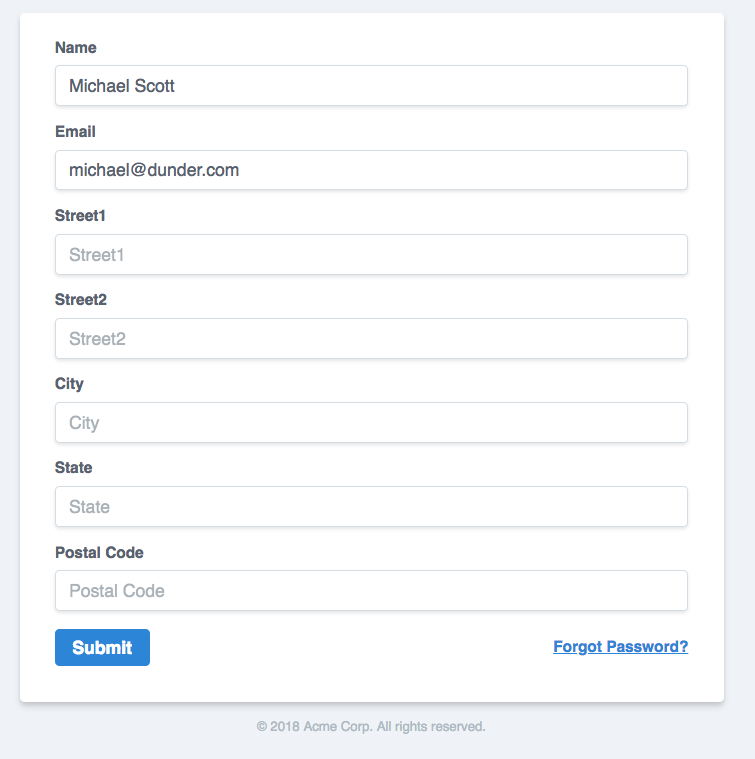 Name
Michael Scott
Email
michael@dunder.com
Street1
Street1
Street2
Street2
City
City
State
State
Postal Code
Postal Code
Submit Forgot Password?
© 2018 Acme Corp. All rights reserved.